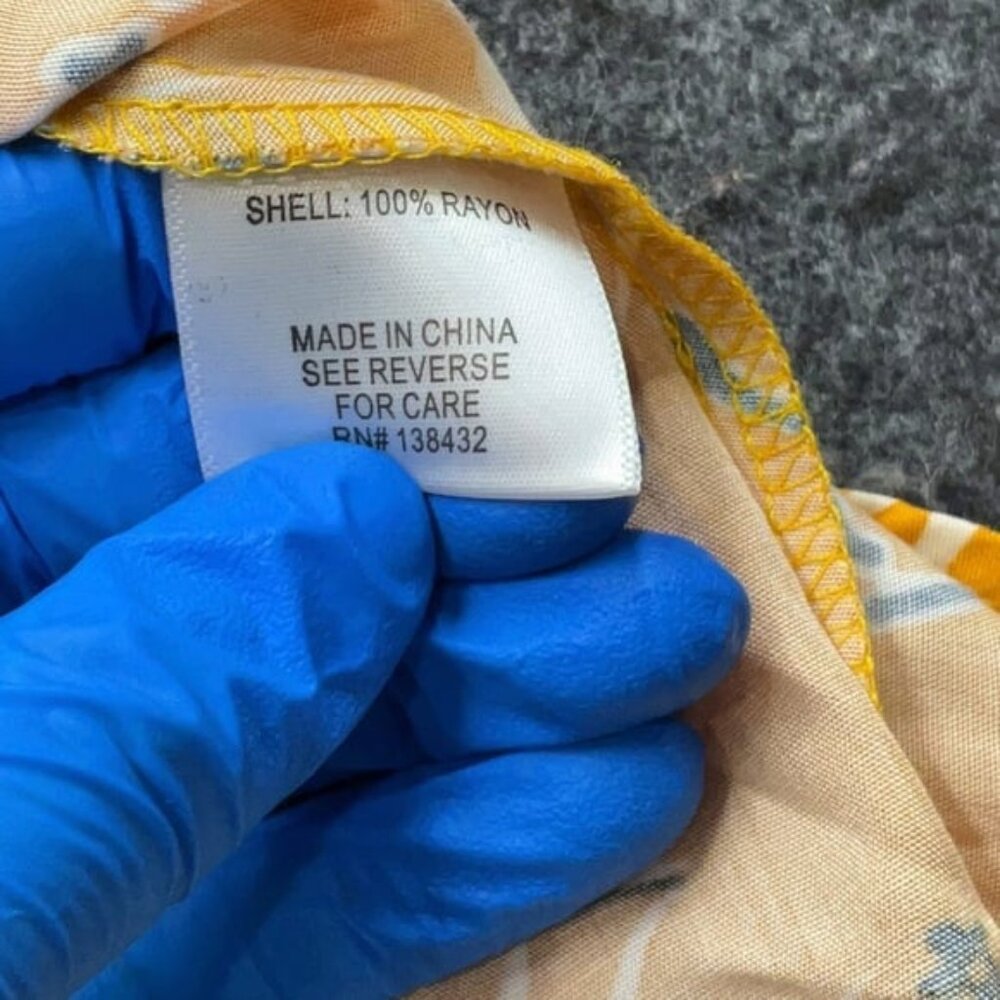 SHELL: 100% RAYON
MADE IN CHINA
SEE REVERSE
FOR CARE
RN# 138432